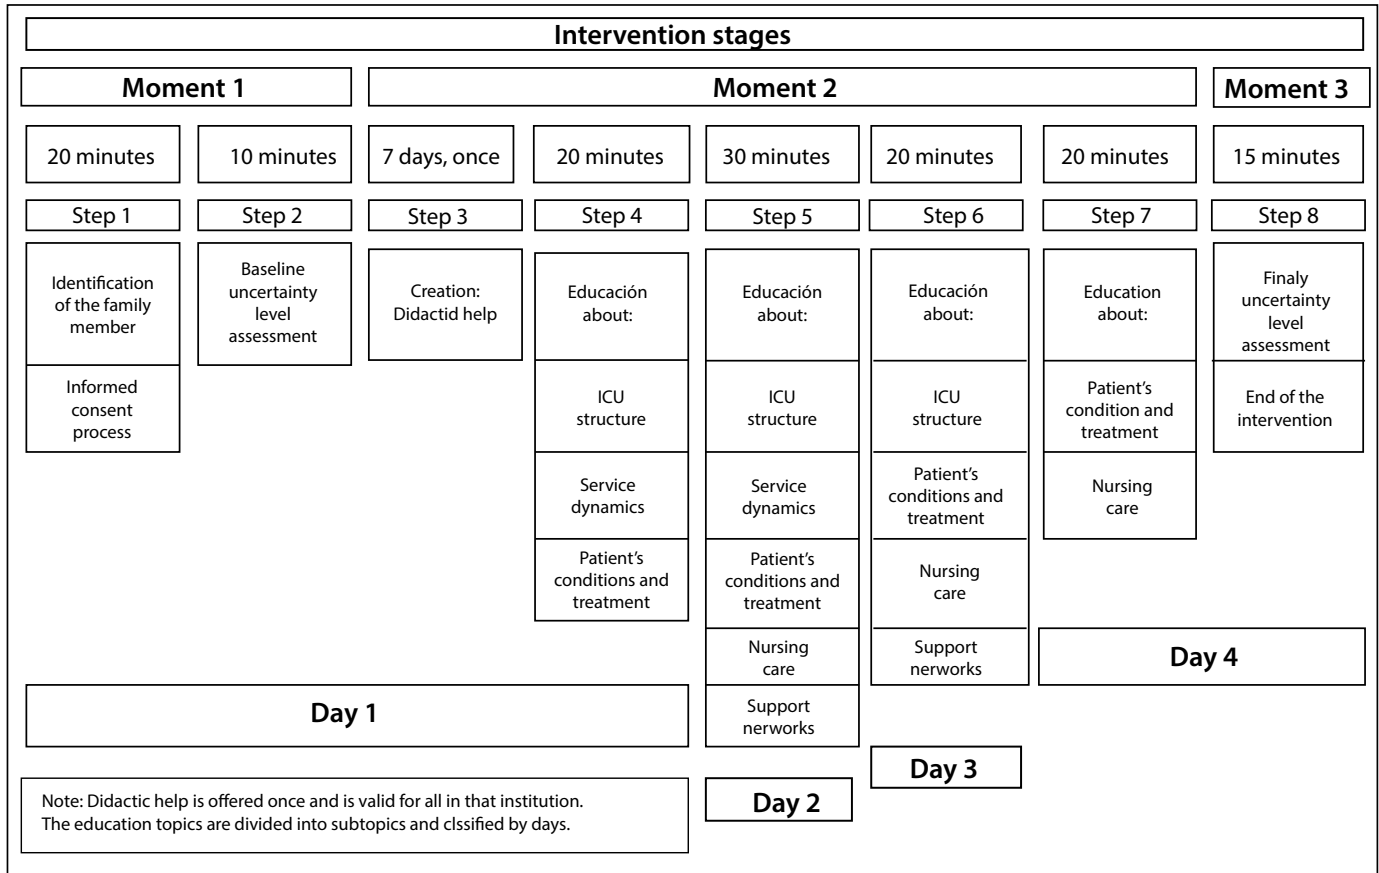 Intervention stages
Moment 1
Moment 2
Moment 3
20 minutes
10 minutes
7 days, once
20 minutes
30 minutes
20 minutes
20 minutes
15 minutes
Step 1
Step 2
Step 3
Step 4
Step 5
Step 6
Step 7
Step 8
Identification
of the family
member
Informed
consent
process
Baseline
uncertainty
level
assessment
Creation:
Didactid help
Educación
about:
ICU
structure
Service
dynamics
Patient's
conditions and
treatment
Educación
about:
ICU
structure
Service
dynamics
Patient's
conditions and
treatment
Nursing
care
Support
nerworks
Educación
about:
ICU
structure
Patient's
conditions and
treatment
Nursing
care
Support
nerworks
Education
about:
Patient's
condition and
treatment
Nursing
care
Finaly
uncertainty
level
assessment
End of the
intervention
Day 1
Day 2
Day 3
Day 4
Note: Didactic help is offered once and is valid for all in that institution.
The education topics are divided into subtopics and clssified by days.